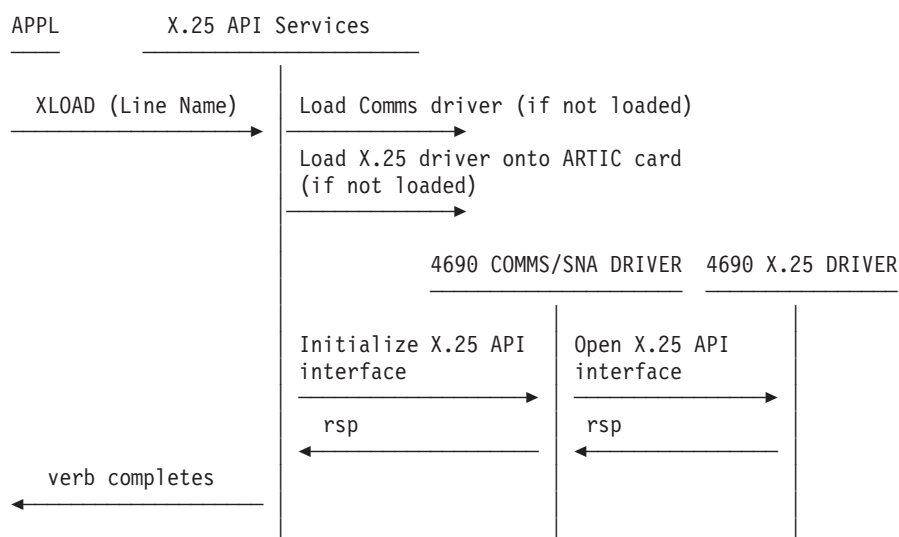 APPL X.25 API Services
XLOAD (Line Name) Load Comms driver (if not loaded)
Load X.25 driver onto ARTIC card
(if not loaded)
4690 COMMS/SNA DRIVER 4690 X.25 DRIVER
Initialize X.25 API Open X.25 API
interface interface
rsp rsp
verb completes